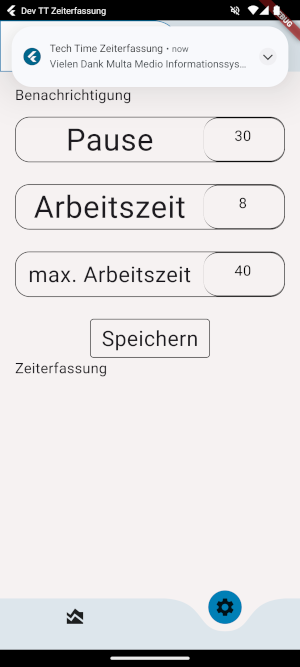 Dev TT Zeiterfassung
Tech Time Zeiterfassung • now
Vielen Dank Multa Medio Informationssys...
Benachrichtigung
Pause 30
Arbeitszeit 8
max. Arbeitszeit 40
Speichern
Zeiterfassung